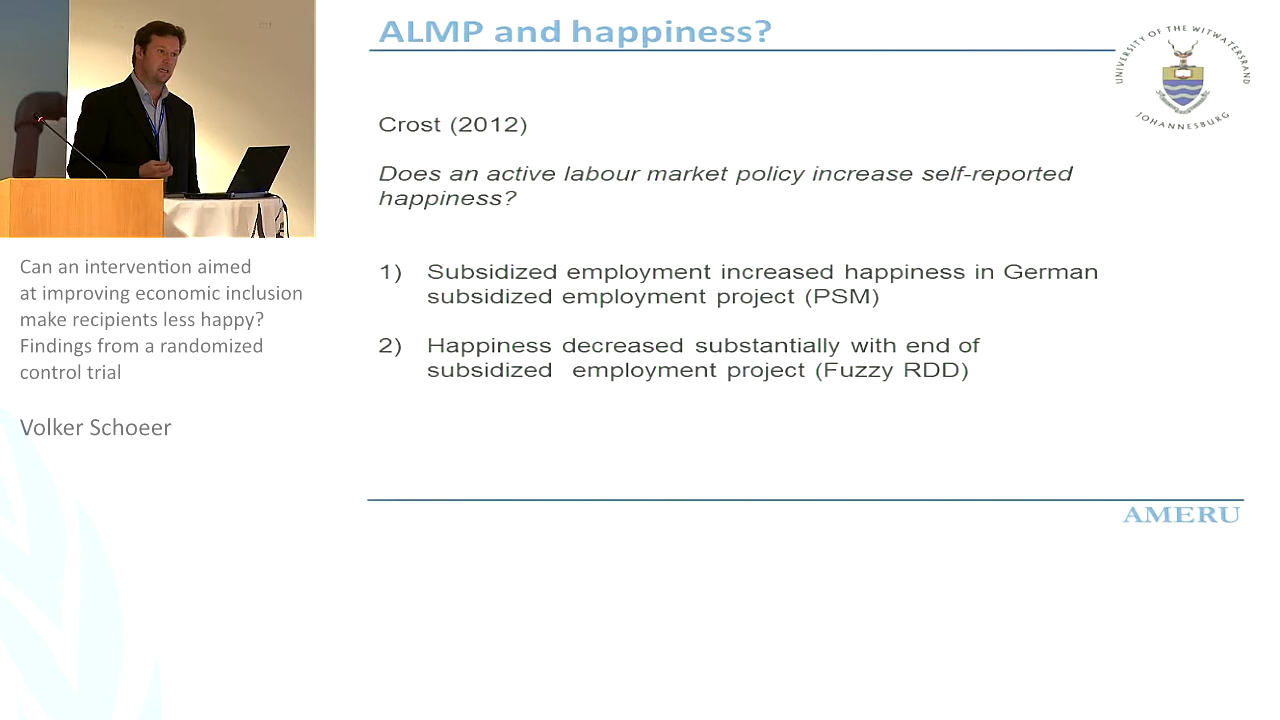 ALMP and happiness?
UNIVERSITY OF THE WITWATERSRAND
JOHANNESBURG
Crost (2012)
Does an active labour market policy increase self-reported
happiness?
1) Subsidized employment increased happiness in German
subsidized employment project (PSM)
2) Happiness decreased substantially with end of
subsidized employment project (Fuzzy RDD)
AMERU
Can an intervention aimed
at improving economic inclusion
make recipients less happy?
Findings from a randomized
control trial
Volker Schoeer